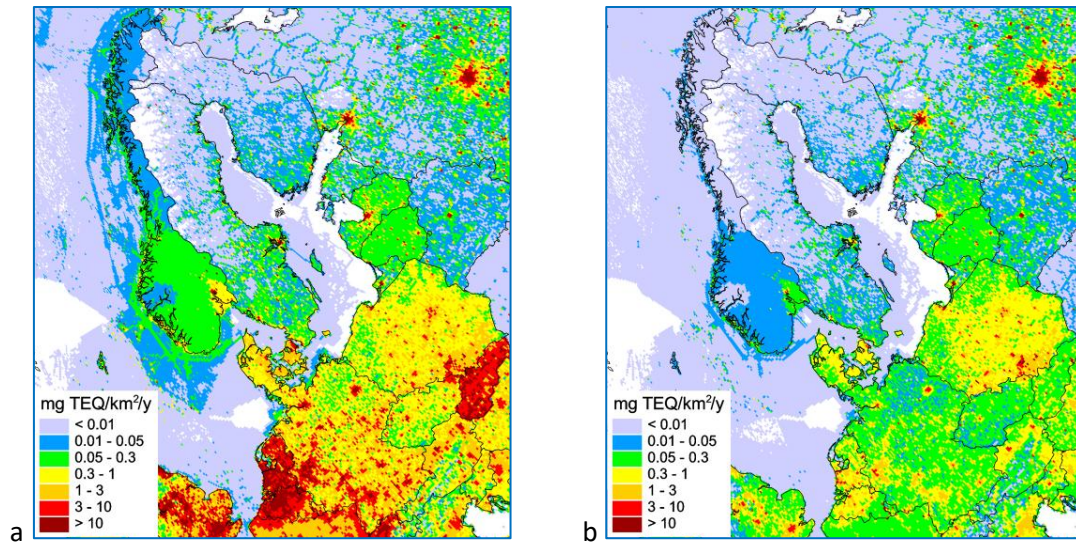 mg TEQ/km²/y
< 0.01
0.01 - 0.05
0.05 - 0.3
0.3 - 1
1 - 3
3 - 10
> 10
a
mg TEQ/km²/y
< 0.01
0.01 - 0.05
0.05 - 0.3
0.3 - 1
1 - 3
3 - 10
> 10
b